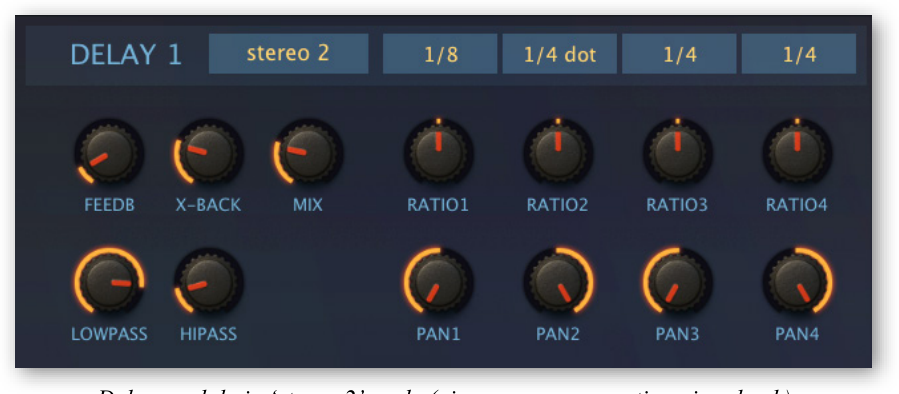 DELAY 1 stereo 2 1/8 1/4 dot 1/4 1/4
FEEDB X-BACK MIX RATIO1 RATIO2 RATIO3 RATIO4
LOWPASS HIPASS PAN1 PAN2 PAN3 PAN4